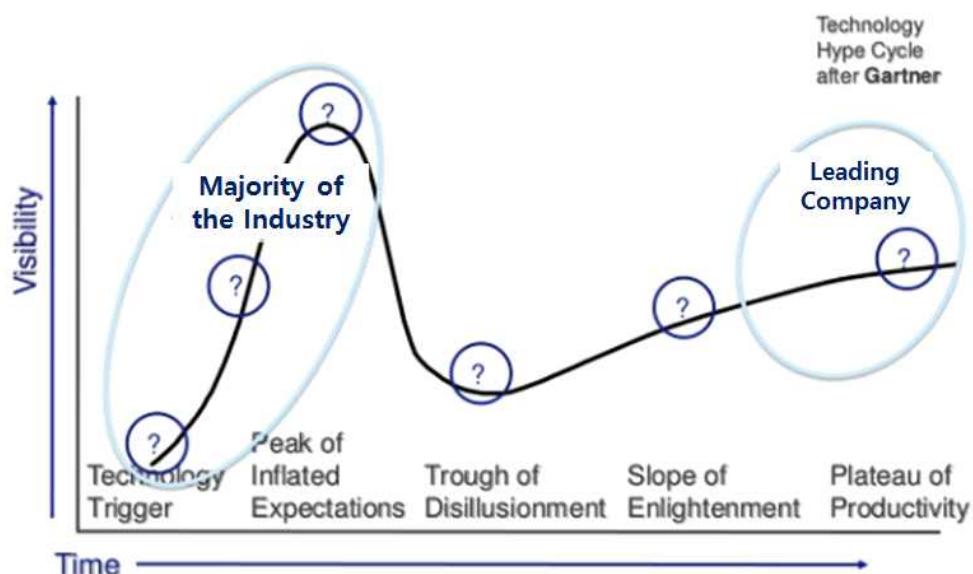 Technology
Hype Cycle
after Gartner
Visibility
?
Majority of
the Industry
?
?
?
?
Leading
Company
?
Technology
Trigger
Peak of
Inflated
Expectations
Trough of
Disillusionment
Slope of
Enlightenment
Plateau of
Productivity
Time